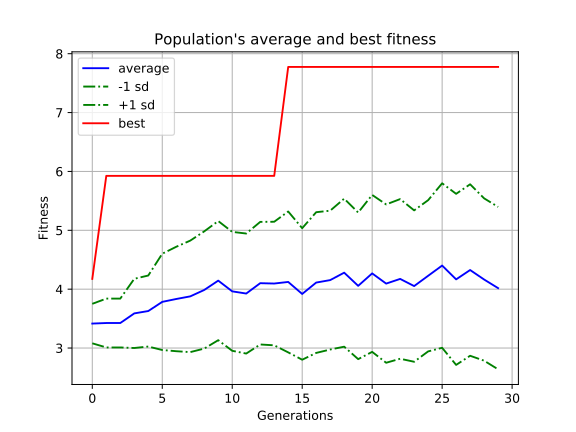 Population's average and best fitness
8
7
6
5
4
3
Fitness
average
-1 sd
+1 sd
best
0 5 10 15 20 25 30
Generations